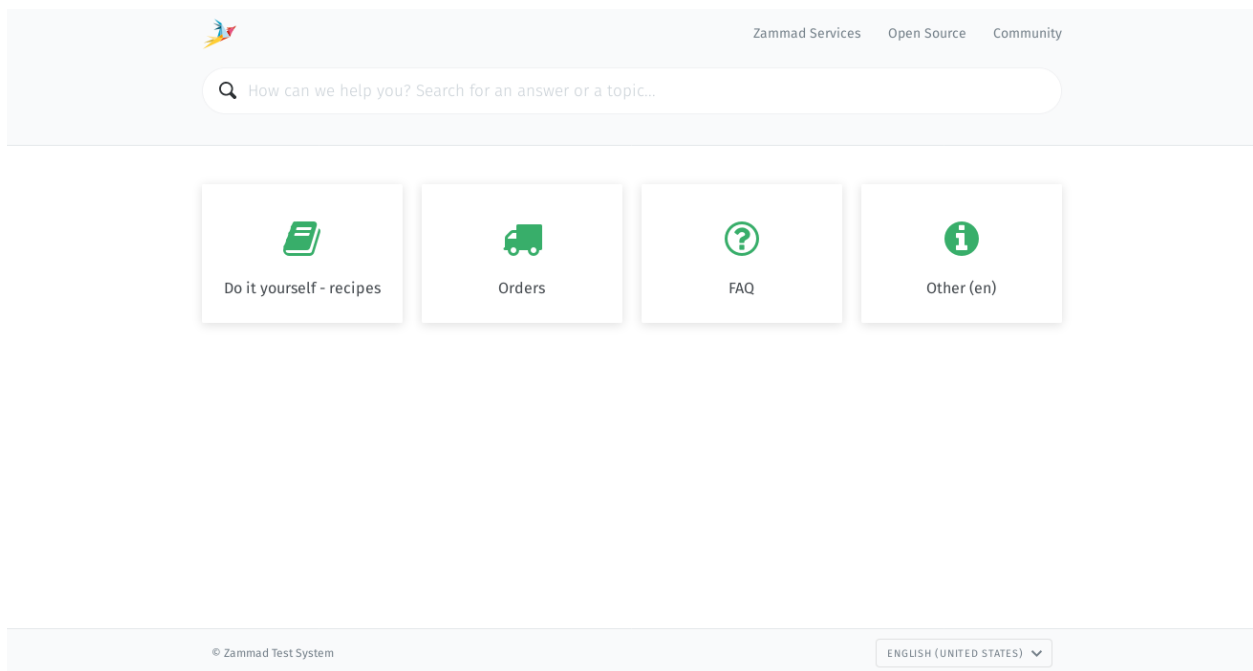 Zammad Services Open Source Community
How can we help you? Search for an answer or a topic...
Do it yourself - recipes
Orders
FAQ
Other (en)
© Zammad Test System
ENGLISH (UNITED STATES)